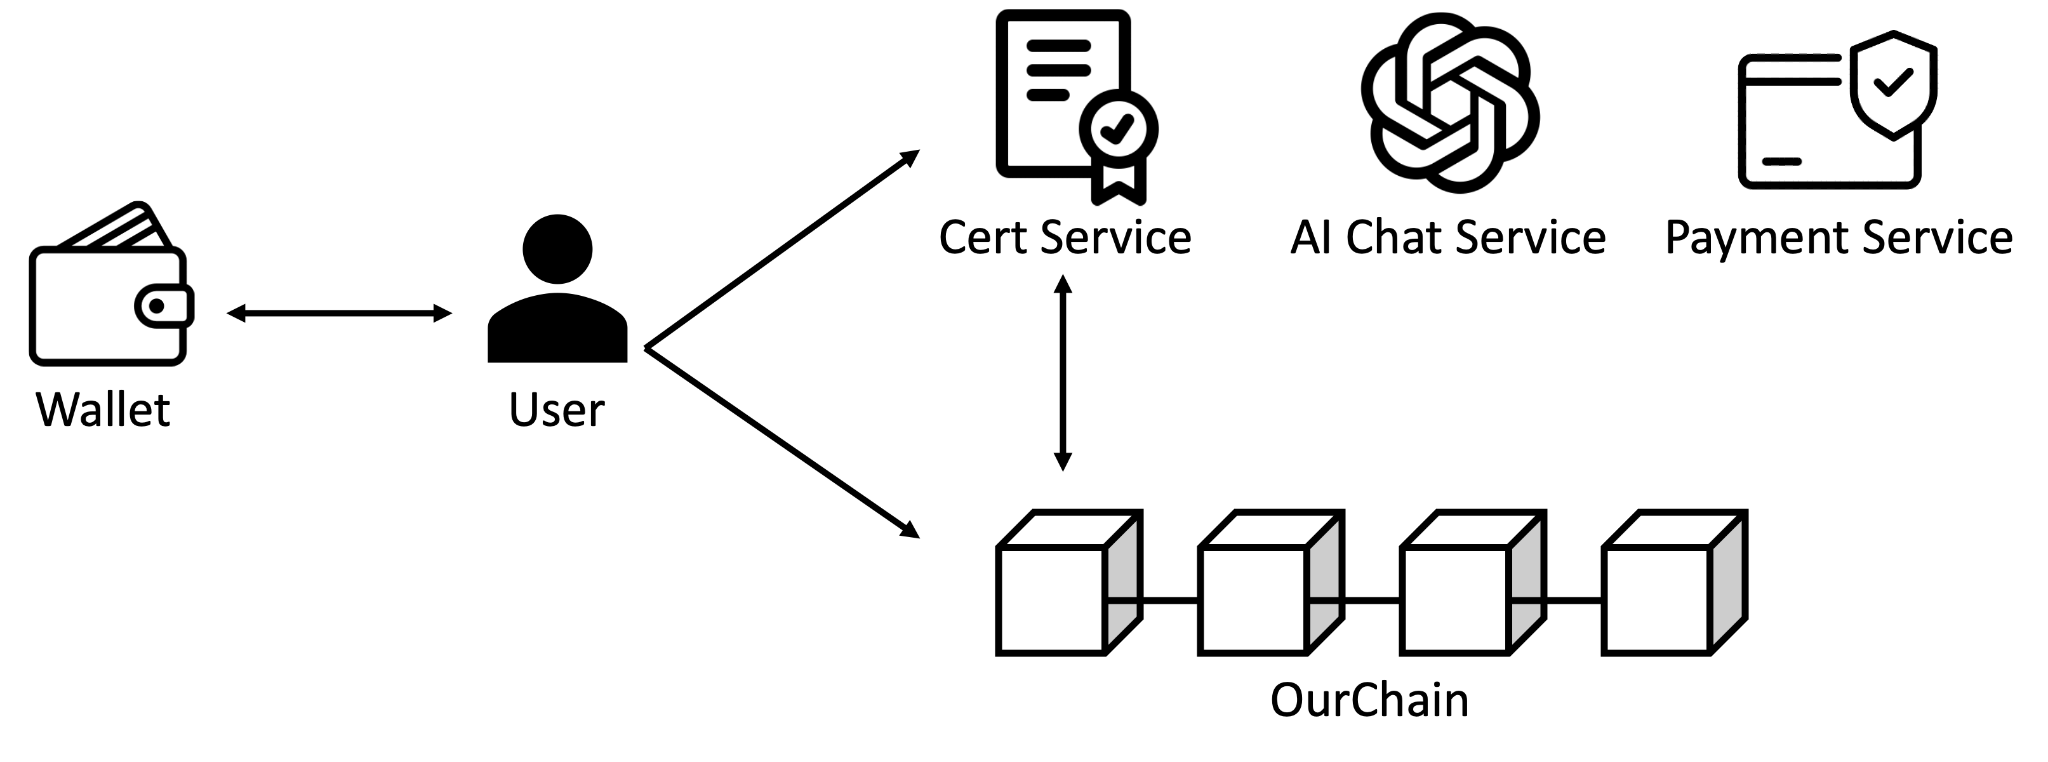 Cert Service
AI Chat Service
Payment Service
Wallet
User
OurChain